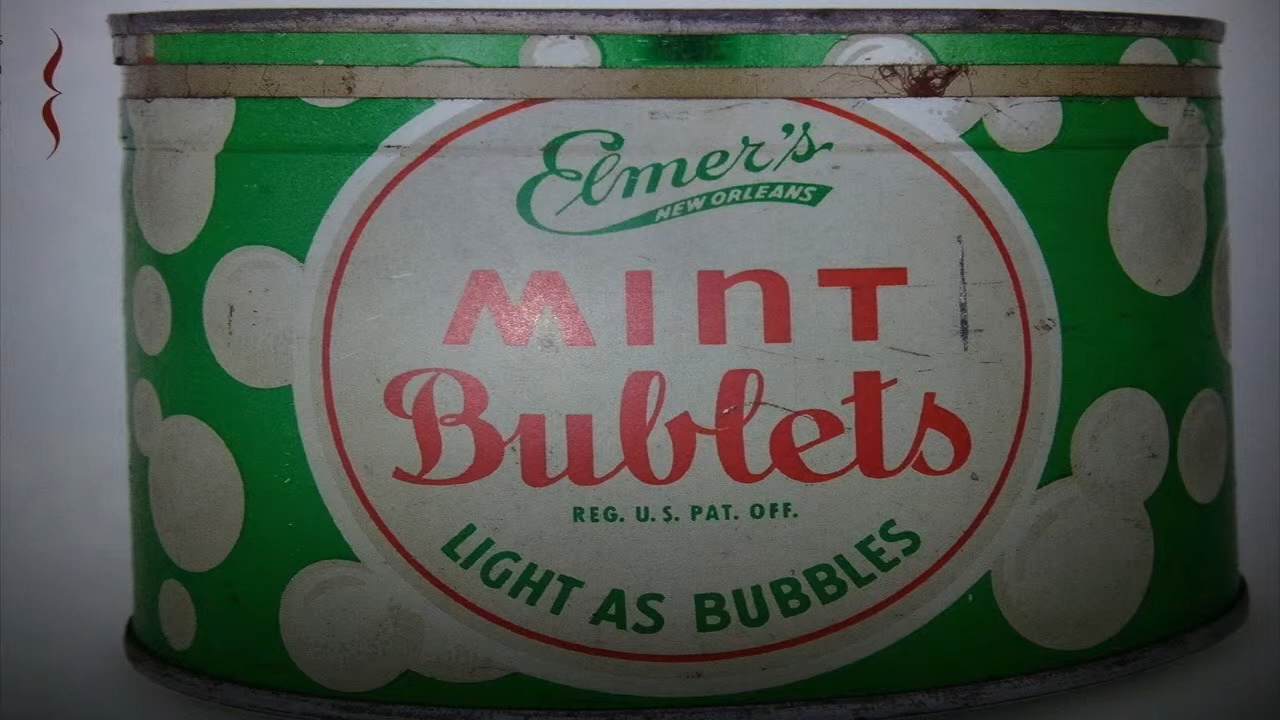 Elmer's
NEW ORLEANS
MINT
Bublets
REG. U.S. PAT. OFF.
LIGHT AS BUBBLES